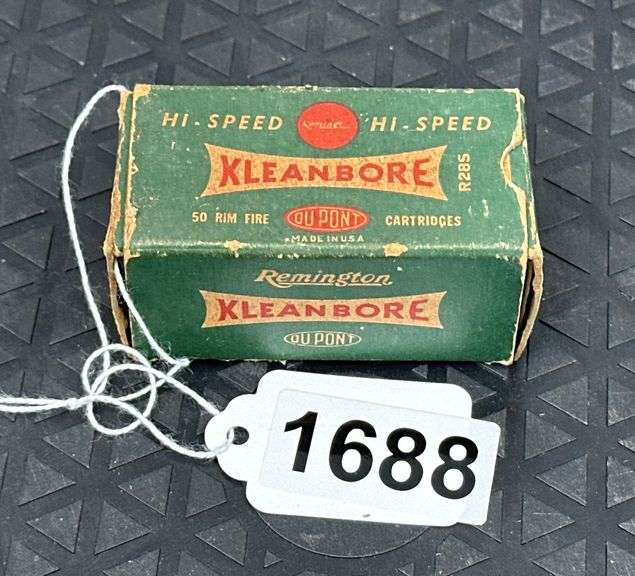 HI-SPEED Remington HI-SPEED
KLEANBORE
R28S
50 RIM FIRE DU PONT CARTRIDGES
MADE IN U.S.A
Remington
KLEANBORE
DU PONT
1688